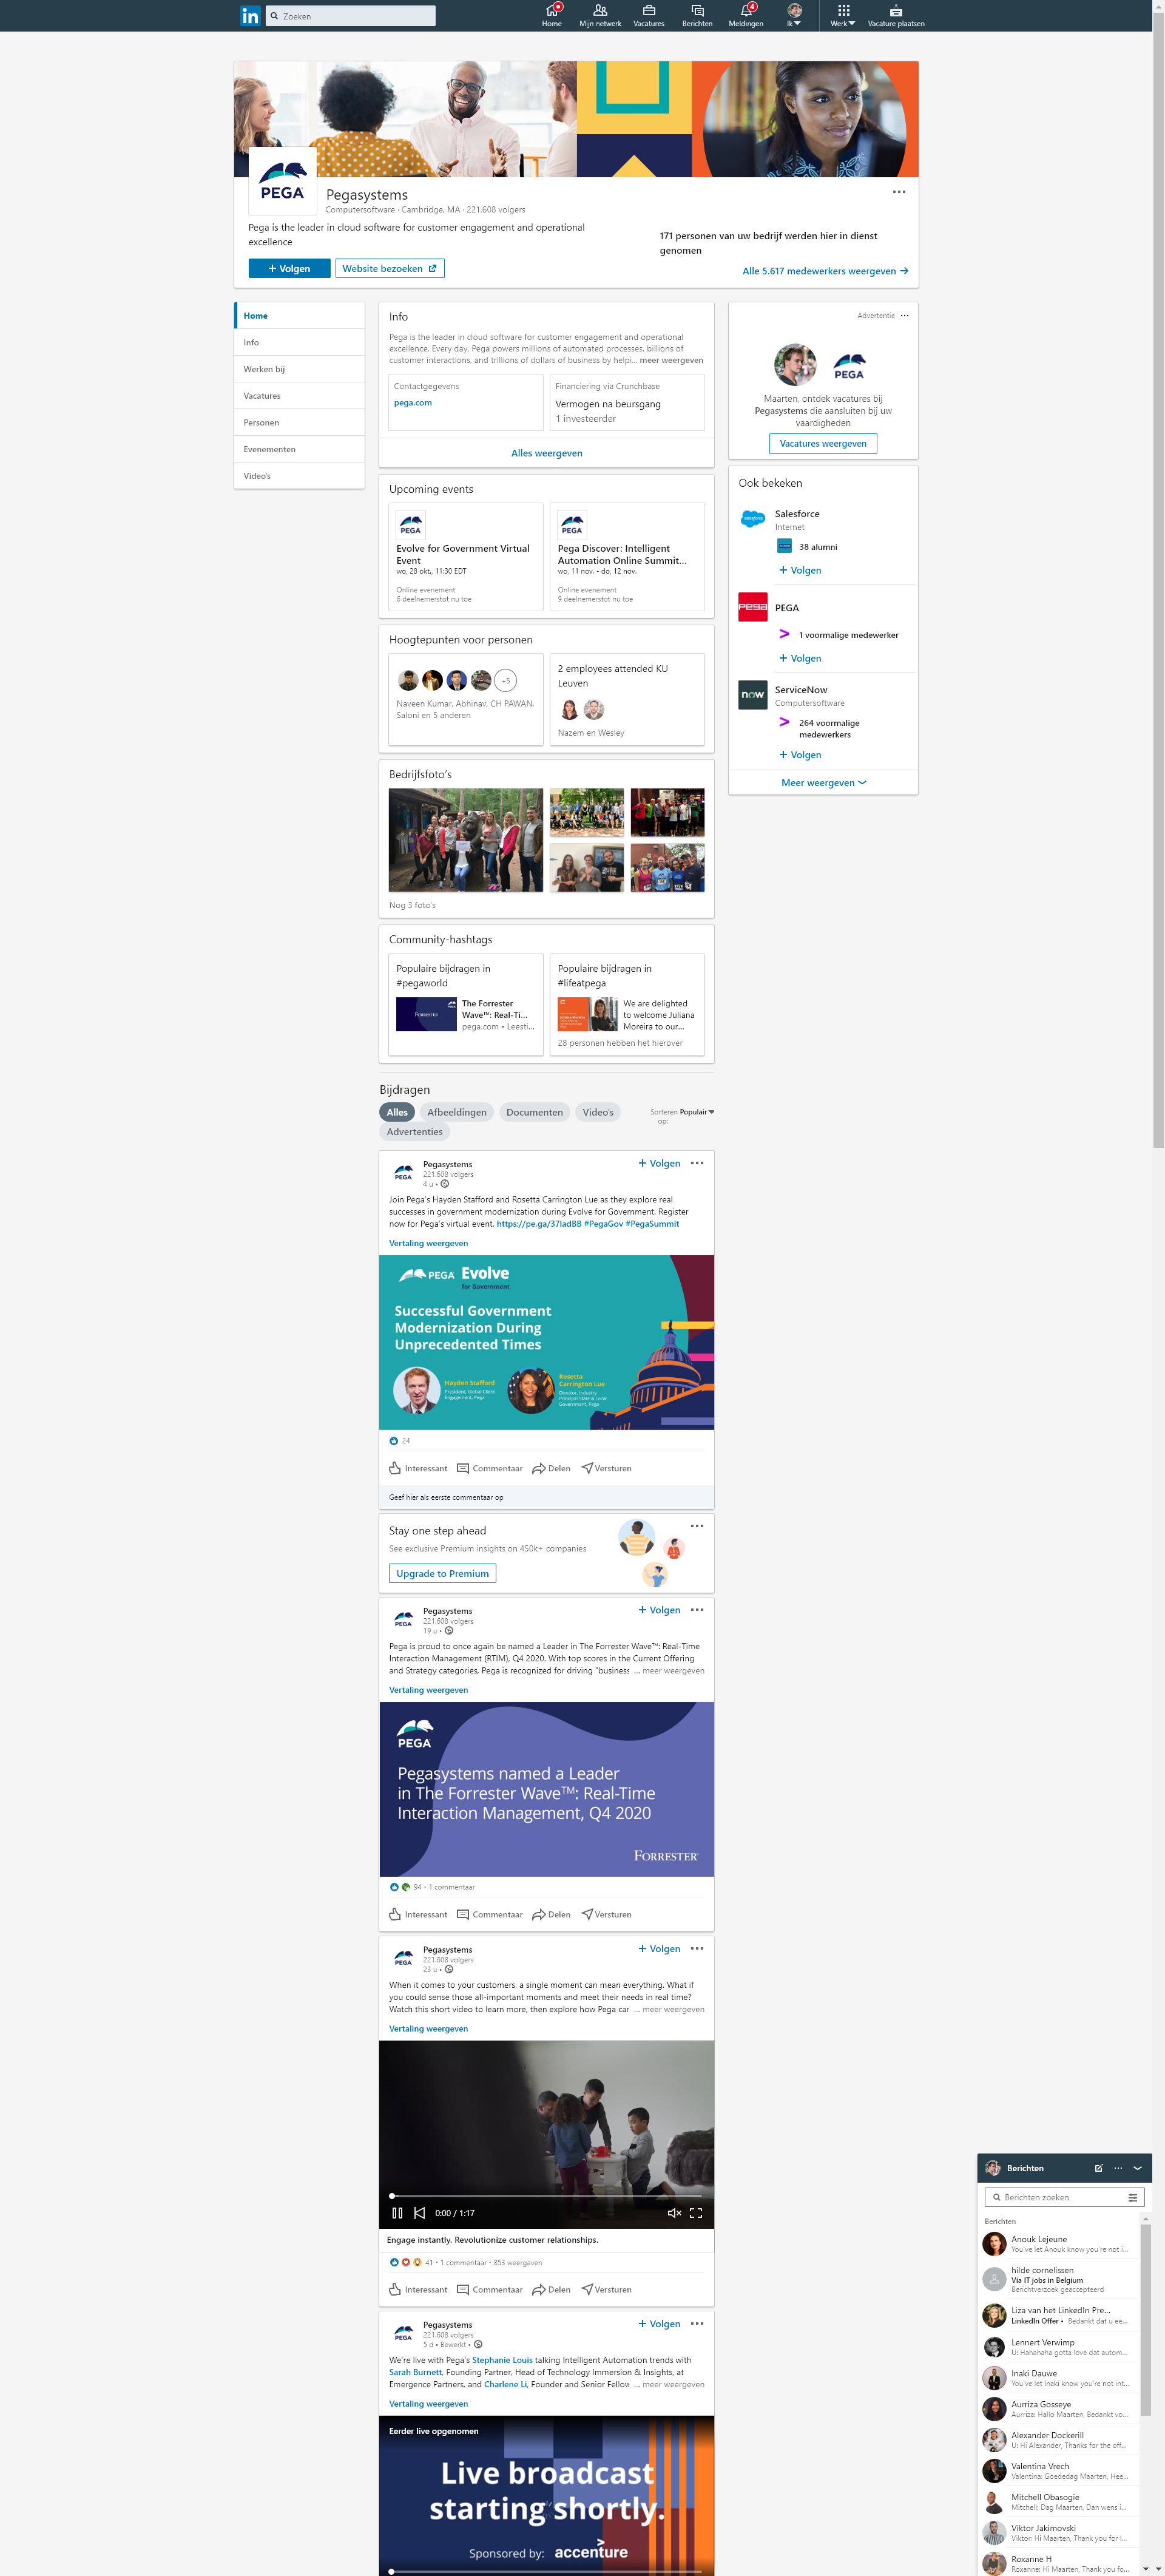 Zoeken
Home
Mijn netwerk
Vacatures
Berichten
4
Meldingen
Ik
Werk
Vacature plaatsen
PEGA
Pegasystems
Computersoftware · Cambridge, MA · 221.608 volgers
Pega is the leader in cloud software for customer engagement and operational
excellence
171 personen van uw bedrijf werden hier in dienst
genomen
+ Volgen
Website bezoeken
Alle 5.617 medewerkers weergeven →
Home
Info
Werken bij
Vacatures
Personen
Evenementen
Video's
Info
Pega is the leader in cloud software for customer engagement and operational
excellence. Every day, Pega powers millions of automated processes, billions of
customer interactions, and trillions of dollars of business by helpi... meer weergeven
Contactgegevens
pega.com
Financiering via Crunchbase
Vermogen na beursgang
1 investeerder
Alles weergeven
Upcoming events
PEGA
Evolve for Government Virtual
Event
wo, 28 okt., 11:30 EDT
Online evenement
6 deelnemerstot nu toe
PEGA
Pega Discover: Intelligent
Automation Online Summit...
wo, 11 nov. - do, 12 nov.
Online evenement
9 deelnemerstot nu toe
Hoogtepunten voor personen
+5
Naveen Kumar, Abhinav, CH PAWAN,
Saloni en 5 anderen
2 employees attended KU
Leuven
Nazem en Wesley
Bedrijfsfoto's
Nog 3 foto's
Community-hashtags
Populaire bijdragen in
#pegaworld
FORRESTER
The Forrester
Wave™: Real-Ti...
pega.com • Leesti...
Populaire bijdragen in
#lifeatpega
We are delighted
to welcome Juliana
Moreira to our...
28 personen hebben het hierover
Advertentie
PEGA
Maarten, ontdek vacatures bij
Pegasystems die aansluiten bij uw
vaardigheden
Vacatures weergeven
Ook bekeken
Salesforce
Internet
38 alumni
+ Volgen
PEGA
1 voormalige medewerker
+ Volgen
now
ServiceNow
Computersoftware
264 voormalige
medewerkers
+ Volgen
Meer weergeven
Bijdragen
Alles
Afbeeldingen
Documenten
Video's
Advertenties
Sorteren Populair
op:
PEGA
Pegasystems
221.608 volgers
4 u •
+ Volgen
Join Pega's Hayden Stafford and Rosetta Carrington Lue as they explore real
successes in government modernization during Evolve for Government. Register
now for Pega's virtual event. https://pe.ga/37IadBB #PegaGov #PegaSummit
Vertaling weergeven
PEGA Evolve
for Government
Successful Government
Modernization During
Unprecedented Times
Hayden Stafford
President, Global Client
Engagement, Pega
Rosetta
Carrington Lue
Director, Industry
Principal State & Local
Government, Pega
24
Interessant
Commentaar
Delen
Versturen
Geef hier als eerste commentaar op
Stay one step ahead
See exclusive Premium insights on 450k+ companies
Upgrade to Premium
PEGA
Pegasystems
221.608 volgers
19 u •
+ Volgen
Pega is proud to once again be named a Leader in The Forrester Wave™: Real-Time
Interaction Management (RTIM), Q4 2020. With top scores in the Current Offering
and Strategy categories, Pega is recognized for driving "business ... meer weergeven
Vertaling weergeven
PEGA
Pegasystems named a Leader
in The Forrester Wave™: Real-Time
Interaction Management, Q4 2020
FORRESTER
94 · 1 commentaar
Interessant
Commentaar
Delen
Versturen
PEGA
Pegasystems
221.608 volgers
23 u •
+ Volgen
When it comes to your customers, a single moment can mean everything. What if
you could sense those all-important moments and meet their needs in real time?
Watch this short video to learn more, then explore how Pega car ... meer weergeven
Vertaling weergeven
0:00 / 1:17
Engage instantly. Revolutionize customer relationships.
41 · 1 commentaar · 853 weergaven
Interessant
Commentaar
Delen
Versturen
PEGA
Pegasystems
221.608 volgers
5 d • Bewerkt •
+ Volgen
We're live with Pega's Stephanie Louis talking Intelligent Automation trends with
Sarah Burnett, Founding Partner, Head of Technology Immersion & Insights, at
Emergence Partners, and Charlene Li, Founder and Senior Fellow ... meer weergeven
Vertaling weergeven
Eerder live opgenomen
Live broadcast
starting shortly.
Sponsored by: accenture
Berichten
Berichten zoeken
Berichten
Anouk Lejeune
You've let Anouk know you're not i...
hilde cornelissen
Via IT jobs in Belgium
Berichtverzoek geaccepteerd
Liza van het LinkedIn Pre...
LinkedIn Offer • Bedankt dat u ee...
Lennert Verwimp
U: Hahahaha gotta love dat autom...
Inaki Dauwe
You've let Inaki know you're not int...
Aurriza Gosseye
Aurriza: Hallo Maarten, Bedankt vo...
Alexander Dockerill
U: Hi Alexander, Thanks for the off...
Valentina Vrech
Valentina: Goededag Maarten, Hee...
Mitchell Obasogie
Mitchell: Dag Maarten, Dan wens i...
Viktor Jakimovski
Viktor: Hi Maarten, Thank you for l...
Roxanne H
Roxanne: Hi Maarten, Thank you fo...